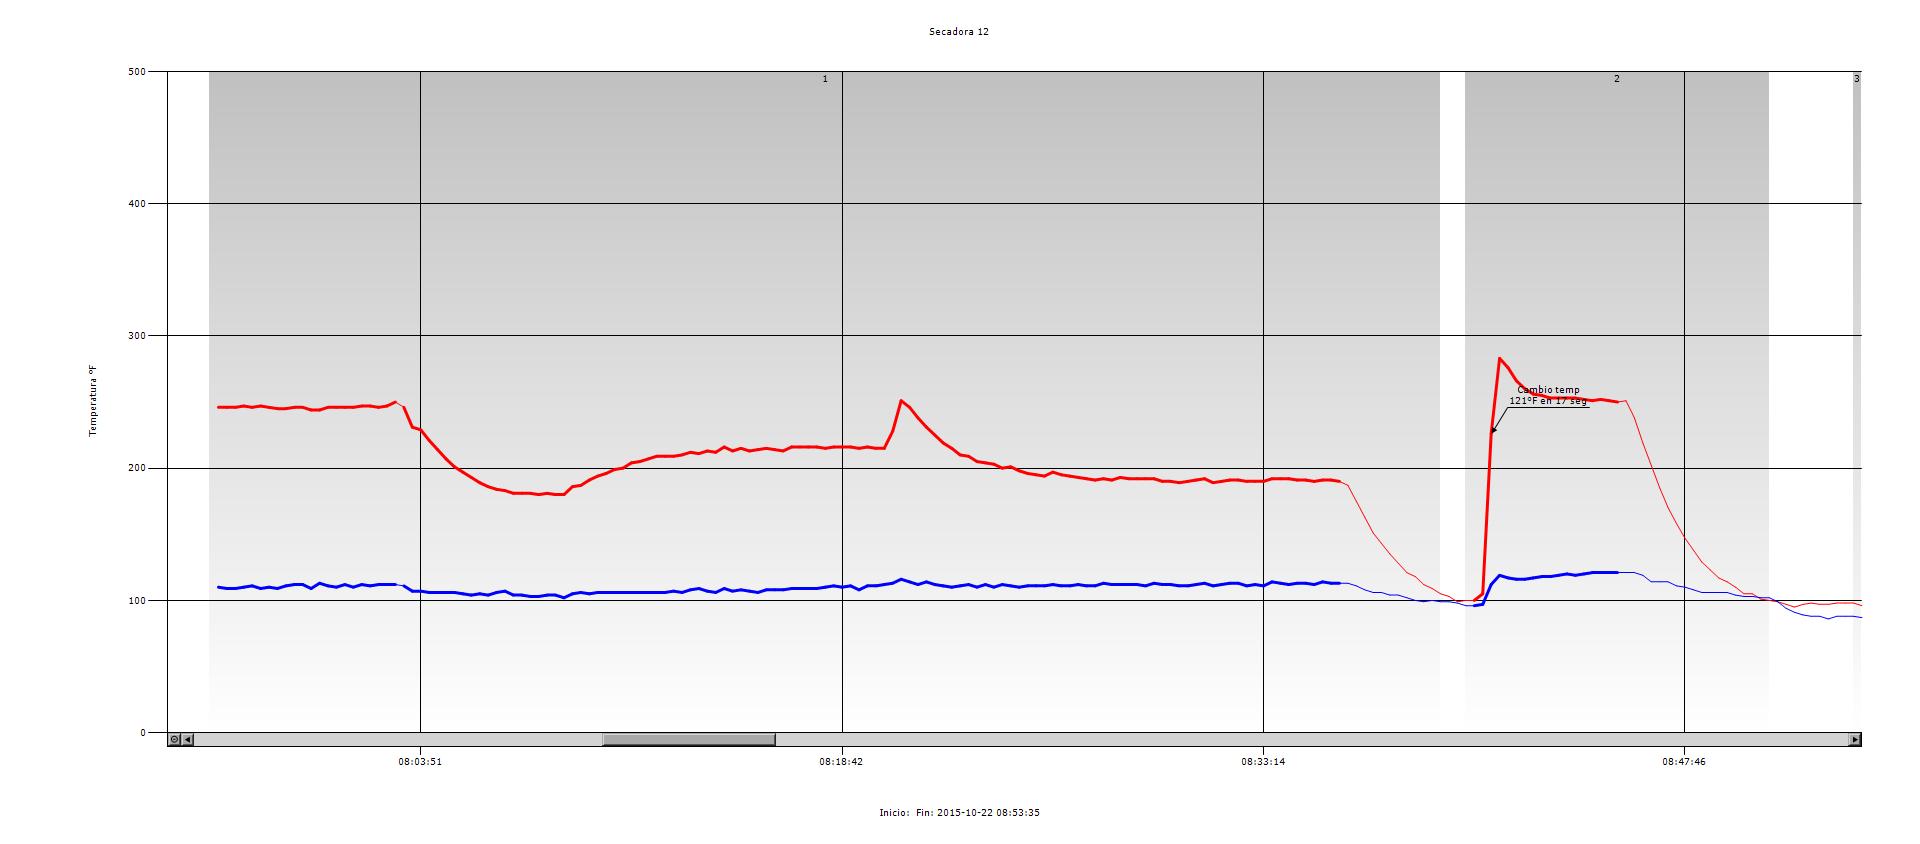 Secadora 12
500
400
300
200
100
0
Temperatura ºF
1
2
3
Cambio temp
121ºF en 17 seg
08:03:51
08:18:42
08:33:14
08:47:46
Inicio:  Fin: 2015-10-22 08:53:35